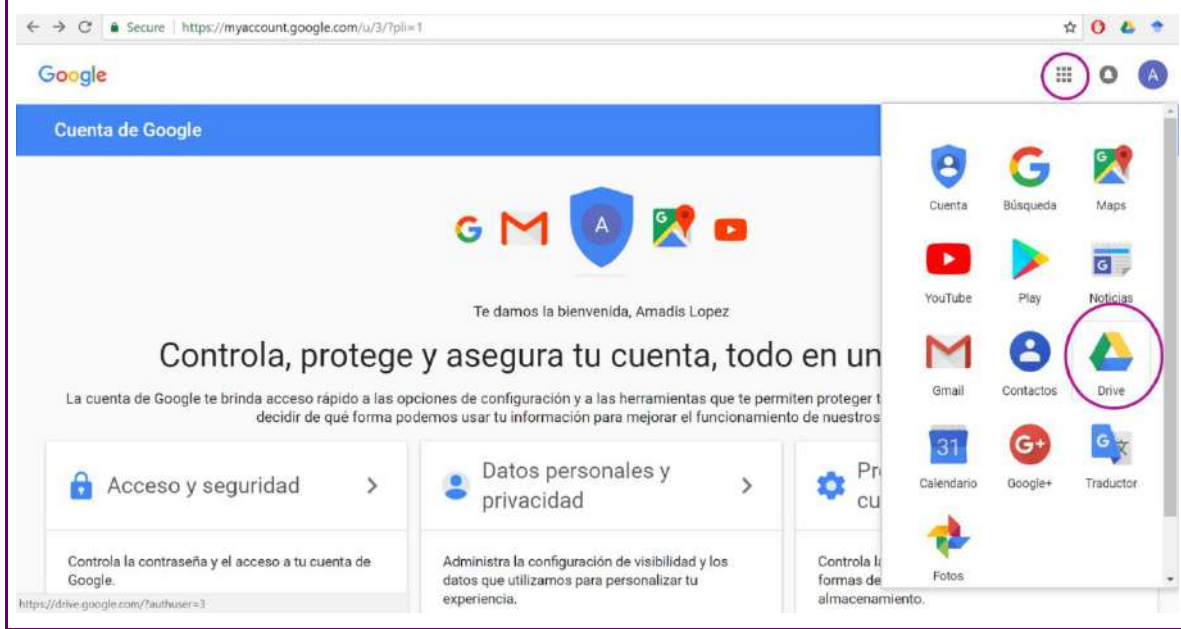 Secure https://myaccount.google.com/u/3/?pli=1
Google
A
Cuenta de Google
G
A
G
Te damos la bienvenida, Amadis Lopez
Controla, protege y asegura tu cuenta, todo en un
La cuenta de Google te brinda acceso rápido a las opciones de configuración y a las herramientas que te permiten proteger t
decidir de qué forma podemos usar tu información para mejorar el funcionamiento de nuestros
Acceso y seguridad
Controla la contraseña y el acceso a tu cuenta de
Google.
Datos personales y
privacidad
Administra la configuración de visibilidad y los
datos que utilizamos para personalizar tu
experiencia.
Pr
cu
Controla l
formas de
almacenamiento.
Cuenta Búsqueda Maps
YouTube Play Noticias
Gmail Contactos Drive
31 G+
Calendario Google+ Traductor
Fotos
https://drive.google.com/?authuser=3